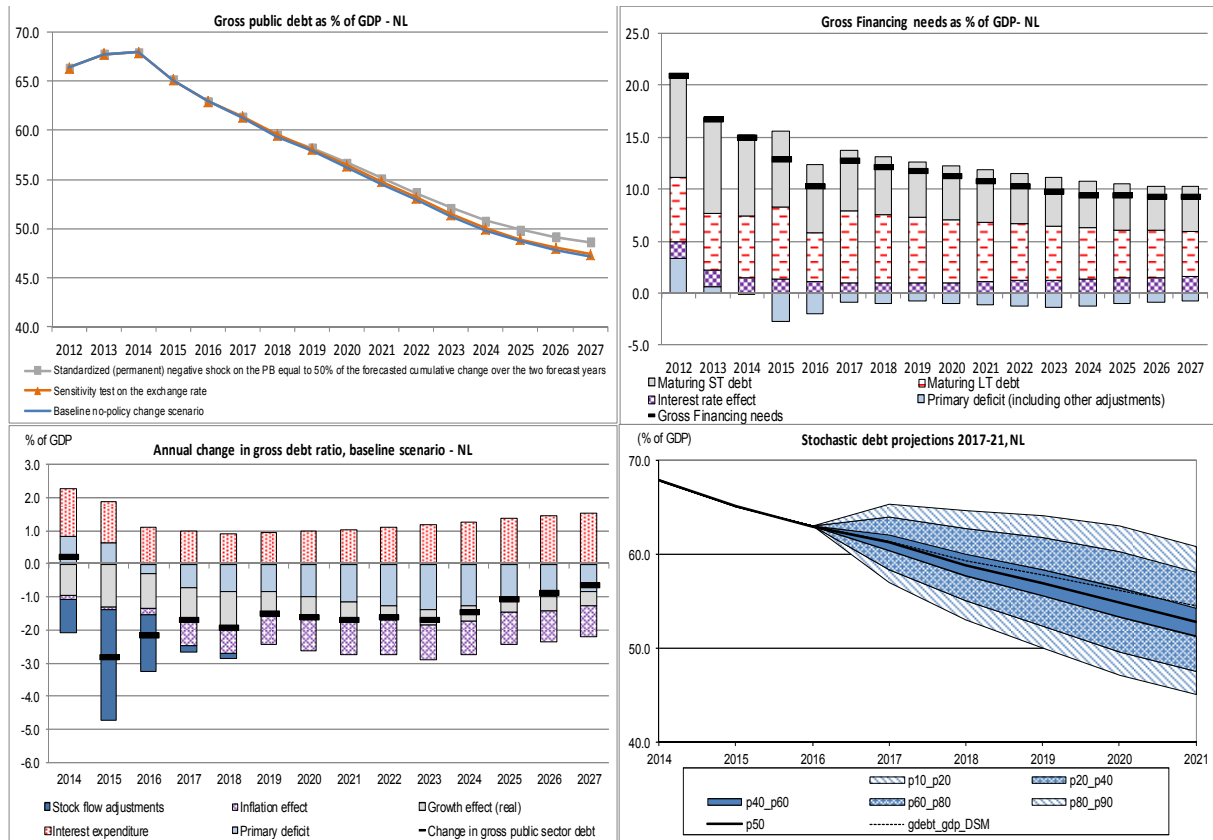 Gross public debt as % of GDP - NL
70.0
65.0
60.0
55.0
50.0
45.0
40.0
2012 2013 2014 2015 2016 2017 2018 2019 2020 2021 2022 2023 2024 2025 2026 2027
Standardized (permanent) negative shock on the PB equal to 50% of the forecasted cumulative change over the two forecast years
Sensitivity test on the exchange rate
Baseline no-policy change scenario
Gross Financing needs as % of GDP- NL
25.0
20.0
15.0
10.0
5.0
0.0
-5.0
2012 2013 2014 2015 2016 2017 2018 2019 2020 2021 2022 2023 2024 2025 2026 2027
Maturing ST debt Maturing LT debt
Interest rate effect Primary deficit (including other adjustments)
Gross Financing needs
% of GDP
Annual change in gross debt ratio, baseline scenario - NL
3.0
2.0
1.0
0.0
-1.0
-2.0
-3.0
-4.0
-5.0
-6.0
2014 2015 2016 2017 2018 2019 2020 2021 2022 2023 2024 2025 2026 2027
Stock flow adjustments Inflation effect Growth effect (real)
Interest expenditure Primary deficit Change in gross public sector debt
(% of GDP)
Stochastic debt projections 2017-21, NL
70.0
60.0
50.0
40.0
2014 2015 2016 2017 2018 2019 2020 2021
p10_p20 p20_p40
p40_p60 p60_p80 p80_p90
p50 gdebt_gdp_DSM